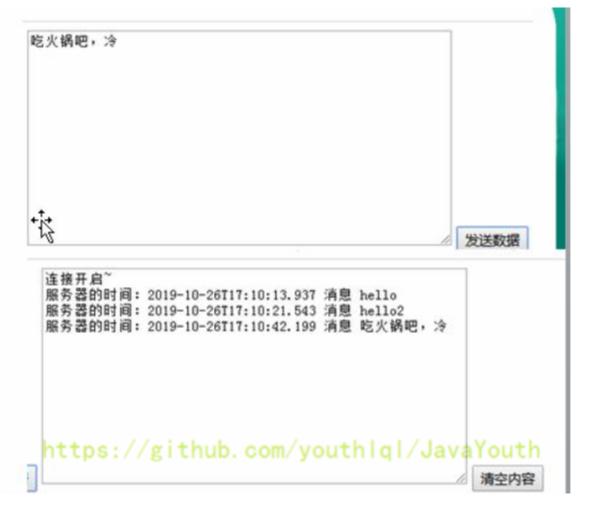 吃火锅吧，冷
发送数据
连接开启~
服务器的时间：2019-10-26T17:10:13.937 消息 hello
服务器的时间：2019-10-26T17:10:21.543 消息 hello2
服务器的时间：2019-10-26T17:10:42.199 消息 吃火锅吧，冷
https://github.com/youthlql/JavaYouth
清空内容